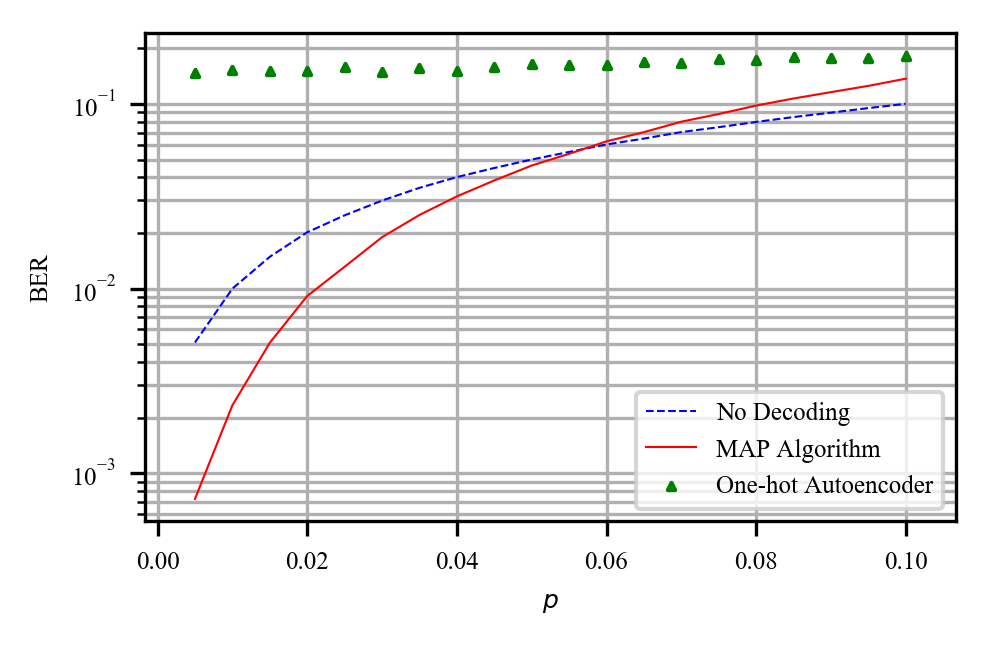 BER
10⁻¹
10⁻²
10⁻³
No Decoding
MAP Algorithm
One-hot Autoencoder
0.00 0.02 0.04 0.06 0.08 0.10
p